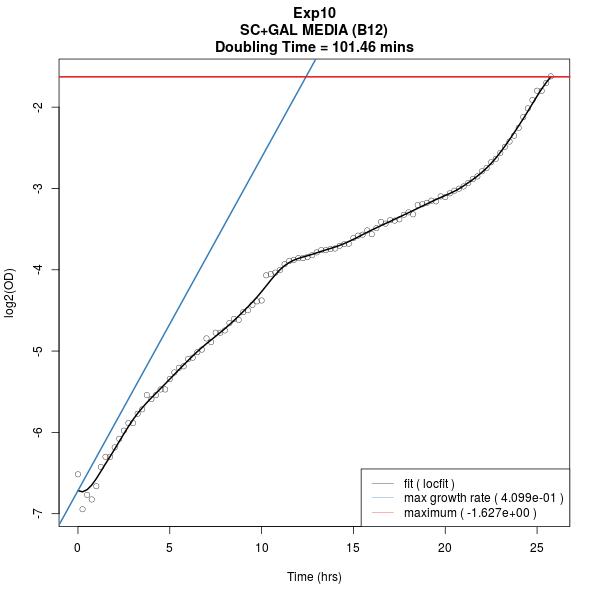 Exp10
SC+GAL MEDIA (B12)
Doubling Time = 101.46 mins
log2(OD)
-2
-3
-4
-5
-6
-7
fit ( locfit )
max growth rate ( 4.099e-01 )
maximum ( -1.627e+00 )
0 5 10 15 20 25
Time (hrs)